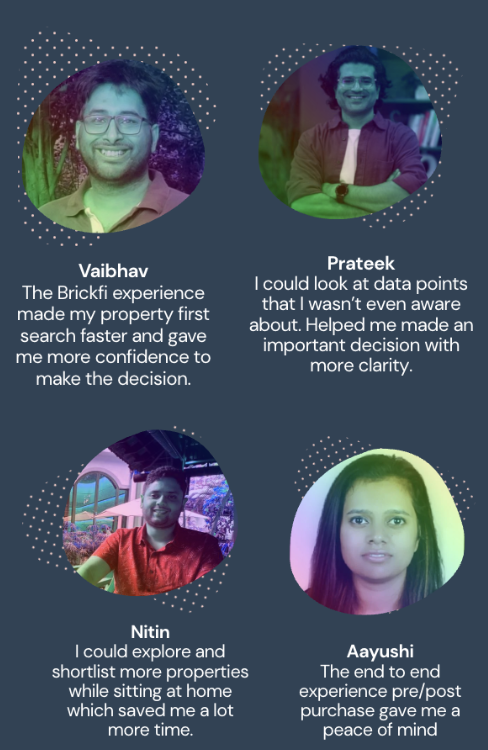 Vaibhav
The Brickfi experience
made my property first
search faster and gave
me more confidence to
make the decision.
Prateek
I could look at data points
that I wasn't even aware
about. Helped me made an
important decision with
more clarity.
Nitin
I could explore and
shortlist more properties
while sitting at home
which saved me a lot
more time.
Aayushi
The end to end
experience pre/post
purchase gave me a
peace of mind